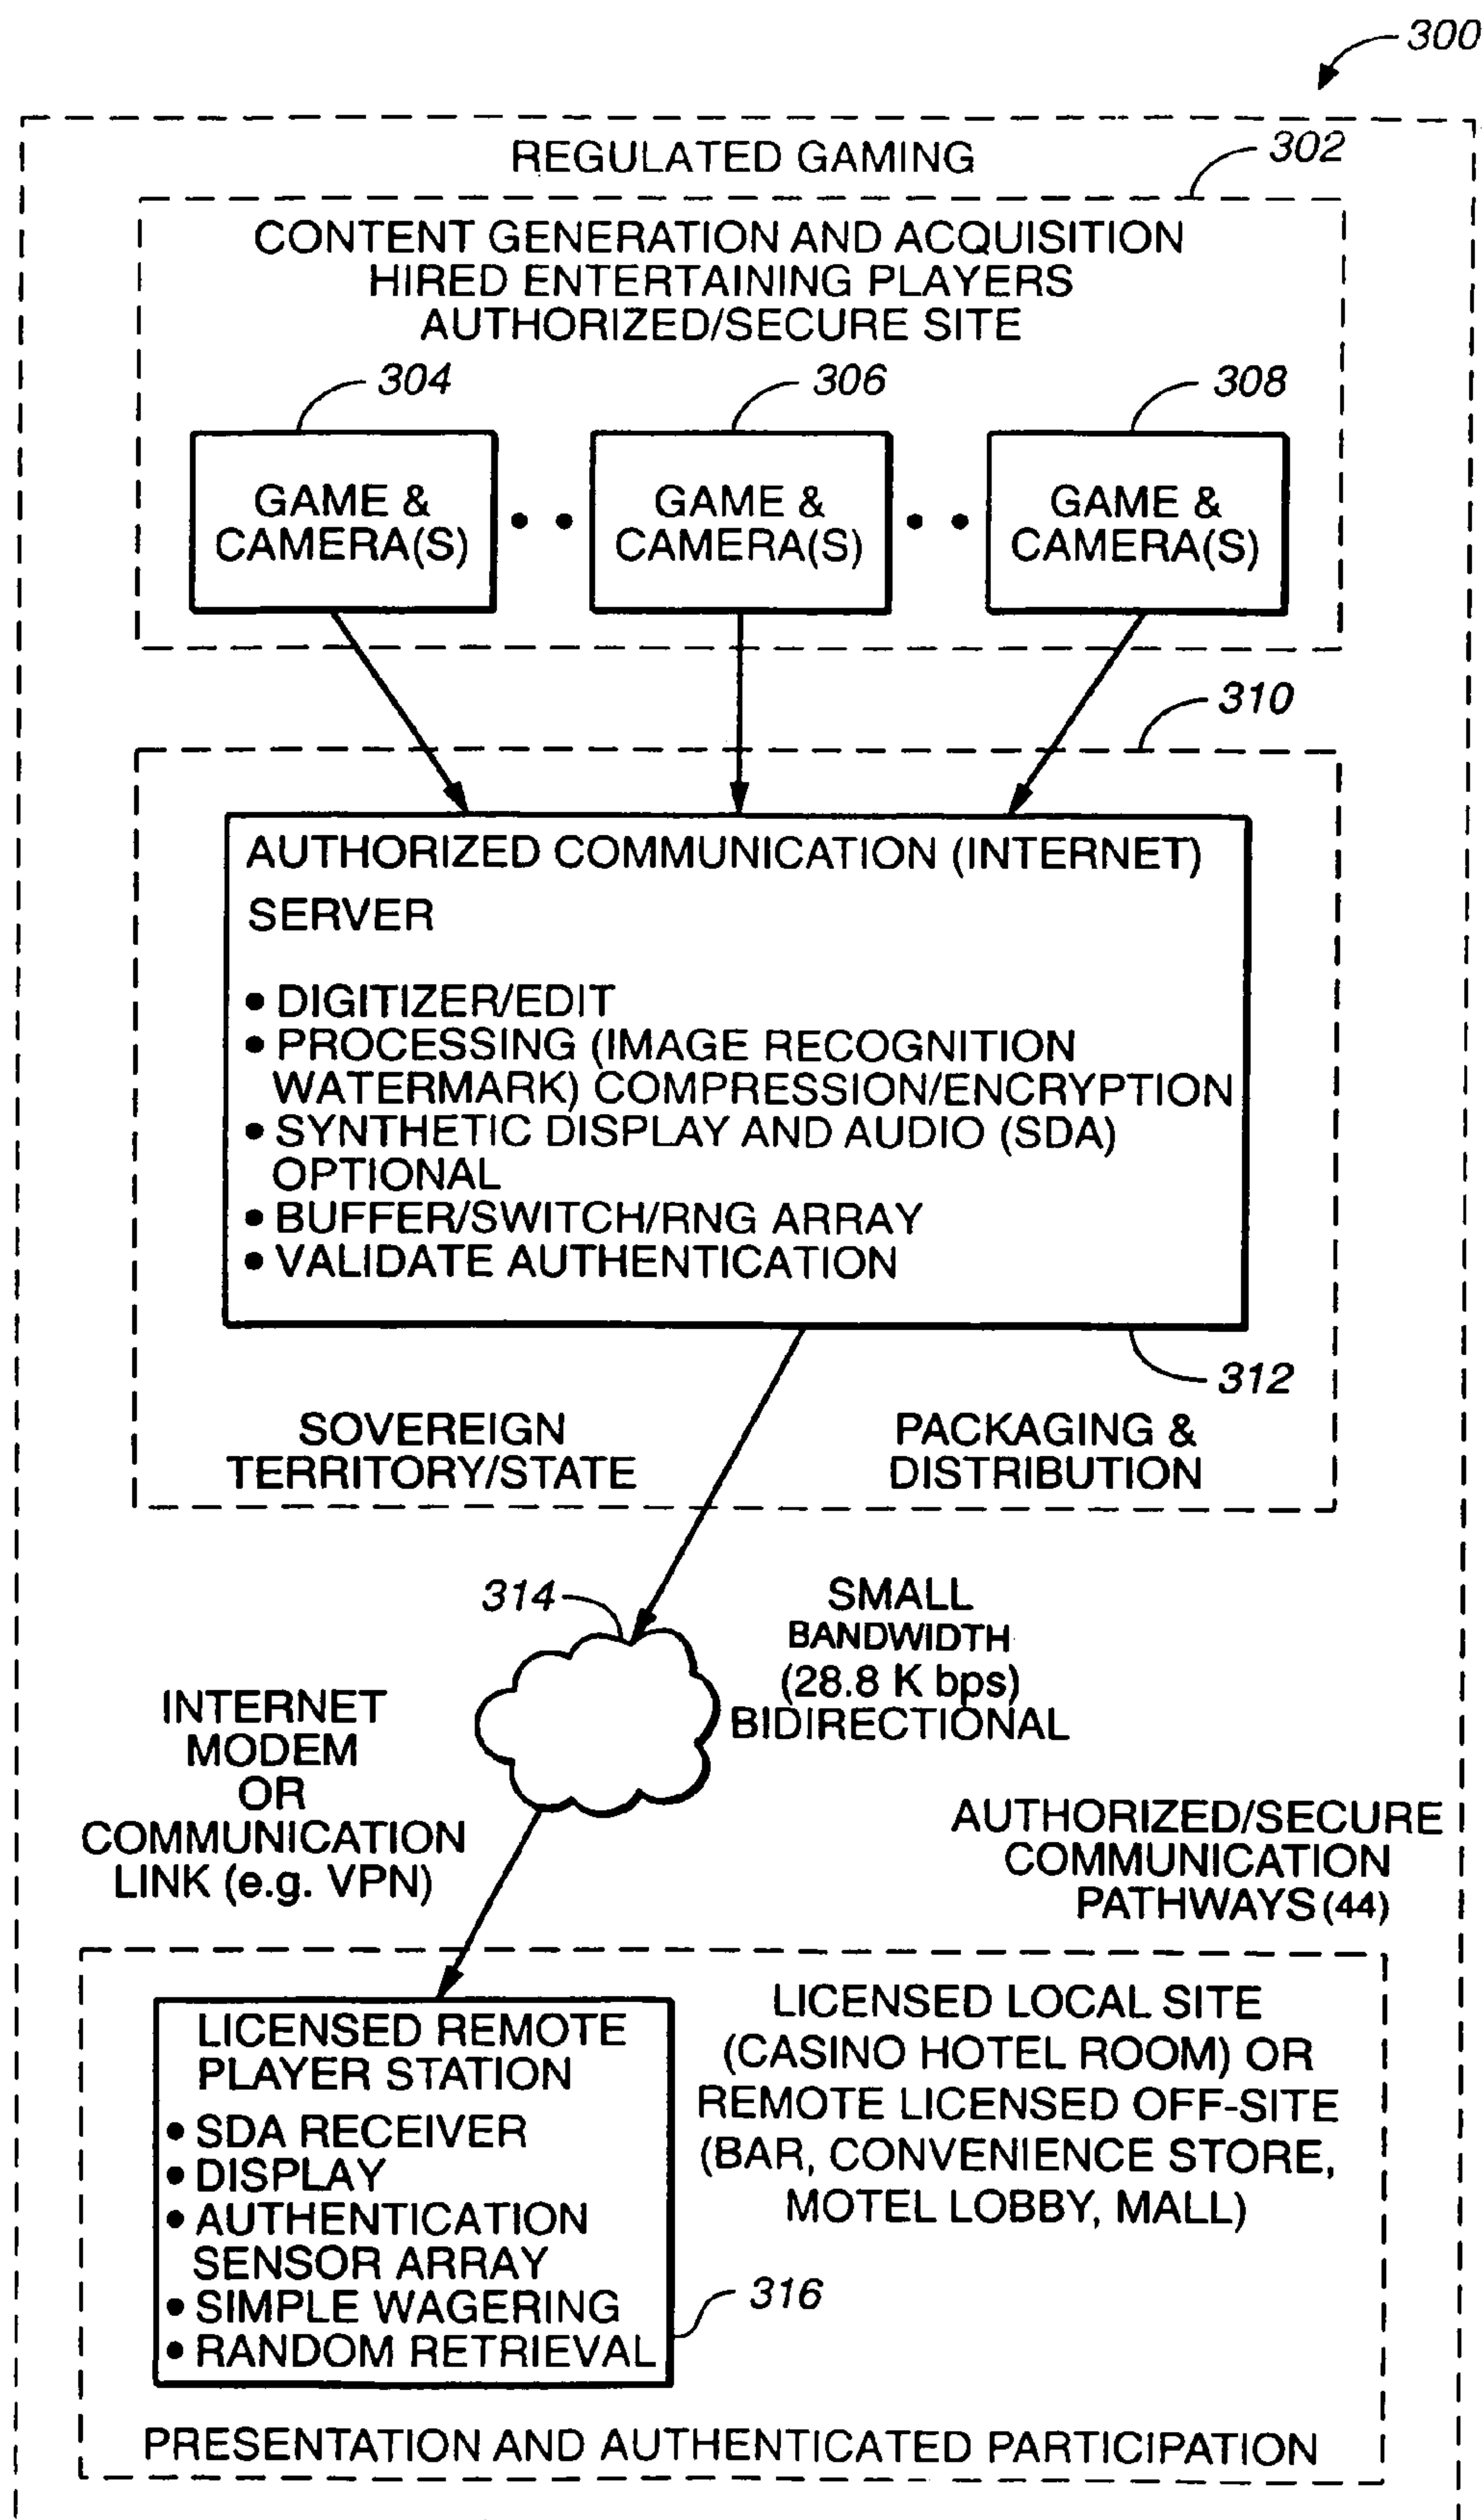 300
REGULATED GAMING
302
CONTENT GENERATION AND ACQUISITION
HIRED ENTERTAINING PLAYERS
AUTHORIZED/SECURE SITE
304
306
308
GAME &
CAMERA(S)
GAME &
CAMERA(S)
GAME &
CAMERA(S)
310
AUTHORIZED COMMUNICATION (INTERNET)
SERVER
• DIGITIZER/EDIT
• PROCESSING (IMAGE RECOGNITION
WATERMARK) COMPRESSION/ENCRYPTION
• SYNTHETIC DISPLAY AND AUDIO (SDA)
OPTIONAL
• BUFFER/SWITCH/RNG ARRAY
• VALIDATE AUTHENTICATION
312
SOVEREIGN
TERRITORY/STATE
PACKAGING &
DISTRIBUTION
314
SMALL
BANDWIDTH
(28.8 K bps)
BIDIRECTIONAL
INTERNET
MODEM
OR
COMMUNICATION
LINK (e.g. VPN)
AUTHORIZED/SECURE
COMMUNICATION
PATHWAYS (44)
LICENSED REMOTE
PLAYER STATION
• SDA RECEIVER
• DISPLAY
• AUTHENTICATION
SENSOR ARRAY
• SIMPLE WAGERING
• RANDOM RETRIEVAL
316
LICENSED LOCAL SITE
(CASINO HOTEL ROOM) OR
REMOTE LICENSED OFF-SITE
(BAR, CONVENIENCE STORE,
MOTEL LOBBY, MALL)
PRESENTATION AND AUTHENTICATED PARTICIPATION